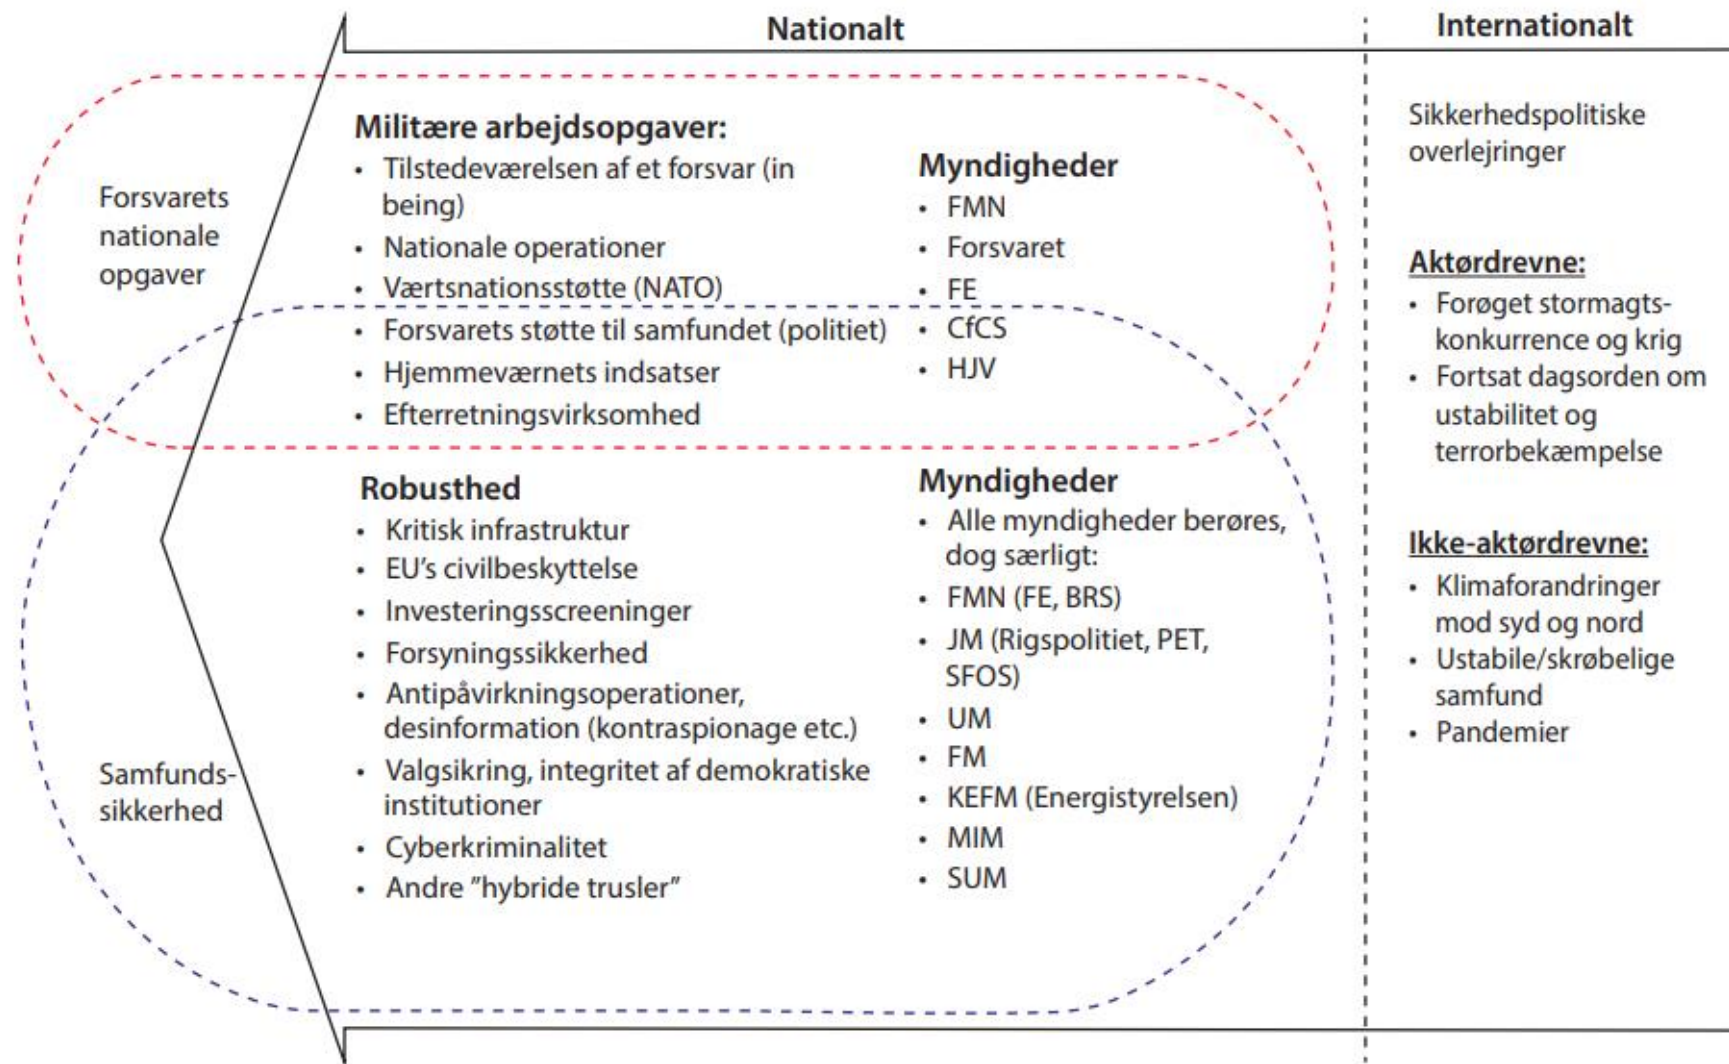 Nationalt
Internationalt
Forsvarets
nationale
opgaver
Militære arbejdsopgaver:
• Tilstedeværelsen af et forsvar (in
being)
• Nationale operationer
• Værtsnationsstøtte (NATO)
• Forsvarets støtte til samfundet (politiet)
• Hjemmeværnets indsatser
• Efterretningsvirksomhed
Myndigheder
• FMN
• Forsvaret
• FE
• CfCS
• HJV
Samfunds-
sikkerhed
Robusthed
• Kritisk infrastruktur
• EU's civilbeskyttelse
• Investeringsscreeninger
• Forsyningssikkerhed
• Antipåvirkningsoperationer,
desinformation (kontraspionage etc.)
• Valgsikring, integritet af demokratiske
institutioner
• Cyberkriminalitet
• Andre ”hybride trusler”
Myndigheder
• Alle myndigheder berøres,
dog særligt:
• FMN (FE, BRS)
• JM (Rigspolitiet, PET,
SFOS)
• UM
• FM
• KEFM (Energistyrelsen)
• MIM
• SUM
Sikkerhedspolitiske
overlejringer
Aktørdrevne:
• Forøget stormagts-
konkurrence og krig
• Fortsat dagsorden om
ustabilitet og
terrorbekæmpelse
Ikke-aktørdrevne:
• Klimaforandringer
mod syd og nord
• Ustabile/skrøbelige
samfund
• Pandemier